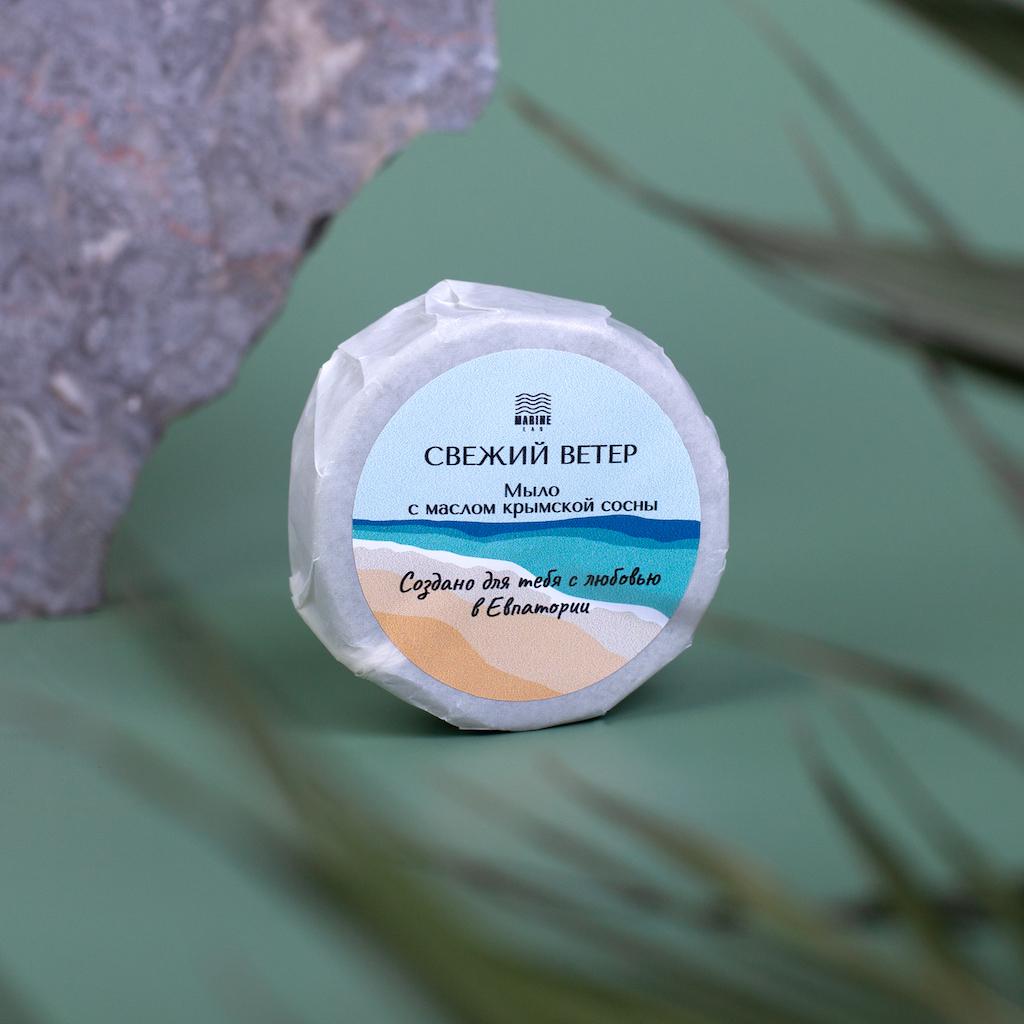 MARINE
LAB
СВЕЖИЙ ВЕТЕР
Мыло
с маслом крымской сосны
Создано для тебя с любовью
в Евпатории